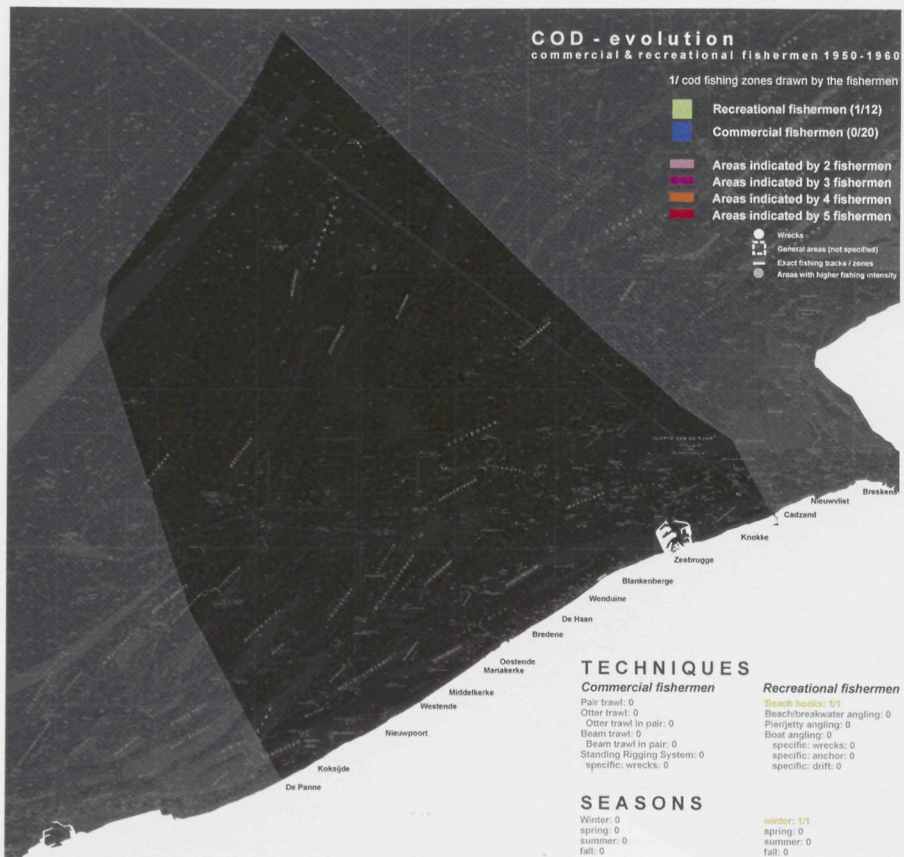 COD - evolution
commercial & recreational fishermen 1950-1960
1/ cod fishing zones drawn by the fishermen
Recreational fishermen (1/12)
Commercial fishermen (0/20)
Areas indicated by 2 fishermen
Areas indicated by 3 fishermen
Areas indicated by 4 fishermen
Areas indicated by 5 fishermen
Wrecks
General areas (not specified)
Exact fishing tracks / zones
Areas with higher fishing intensity
Breskens
Nieuwvliet
Cadzand
Knokke
Zeebrugge
Blankenberge
Wenduine
De Haan
Bredene
Oostende
Mariakerke
Middelkerke
Westende
Nieuwpoort
Koksijde
De Panne
TECHNIQUES
Commercial fishermen
Pair trawl: 0
Otter trawl: 0
Otter trawl in pair: 0
Beam trawl: 0
Beam trawl in pair: 0
Standing Rigging System: 0
specific: wrecks: 0
Recreational fishermen
Beach hooks: 1/1
Beach/breakwater angling: 0
Pier/jetty angling: 0
Boat angling: 0
specific: wrecks: 0
specific: anchor: 0
specific: drift: 0
SEASONS
Winter: 0
spring: 0
summer: 0
fall: 0
winter: 1/1
spring: 0
summer: 0
fall: 0